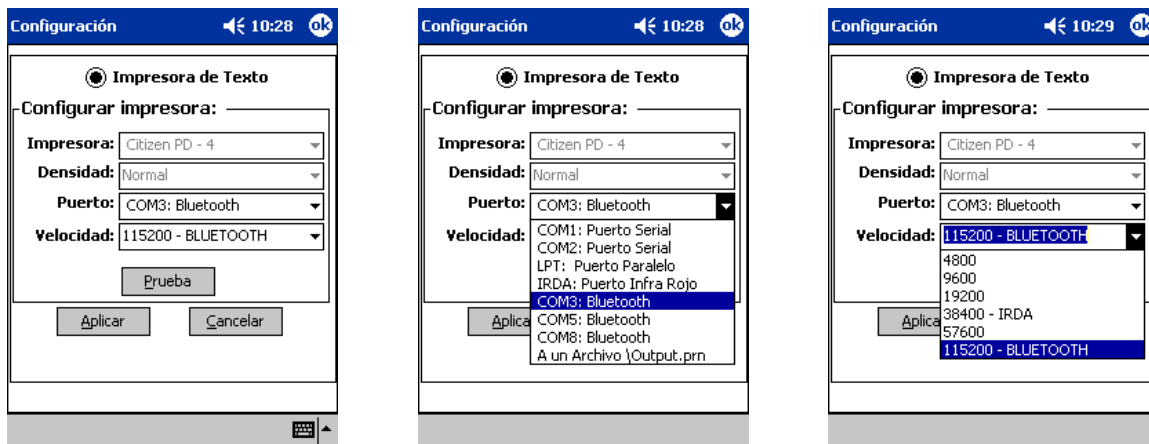 Configuración 10:28 ok
Impresora de Texto
Configurar impresora:
Impresora: Citizen PD - 4
Densidad: Normal
Puerto: COM3: Bluetooth
Velocidad: 115200 - BLUETOOTH
Prueba
Aplicar Cancelar
Configuración 10:28 ok
Impresora de Texto
Configurar impresora:
Impresora: Citizen PD - 4
Densidad: Normal
Puerto: COM3: Bluetooth
Velocidad: COM1: Puerto Serial
COM2: Puerto Serial
LPT: Puerto Paralelo
IRDA: Puerto Infra Rojo
COM3: Bluetooth
Aplica COM5: Bluetooth
COM8: Bluetooth
A un Archivo \Output.prn
Configuración 10:29 ok
Impresora de Texto
Configurar impresora:
Impresora: Citizen PD - 4
Densidad: Normal
Puerto: COM3: Bluetooth
Velocidad: 115200 - BLUETOOTH
4800
9600
19200
Aplica 38400 - IRDA
57600
115200 - BLUETOOTH